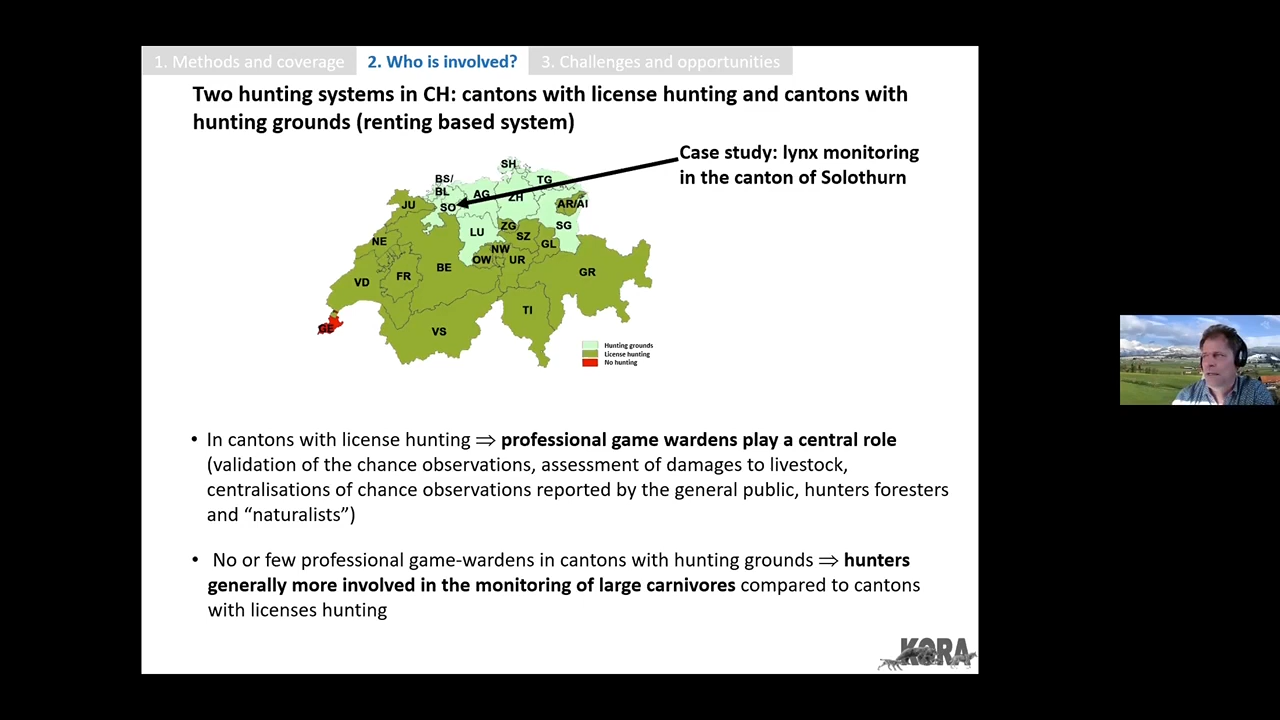 1. Methods and coverage
2. Who is involved?
3. Challenges and opportunities
Two hunting systems in CH: cantons with license hunting and cantons with
hunting grounds (renting based system)
Case study: lynx monitoring
in the canton of Solothurn
SH
BS/
BL
AG
ZH
TG
JU
SO
AR/AI
NE
LU
ZG
SZ
SG
GL
NW
OW
UR
BE
FR
VD
GR
TI
VS
GE
Hunting grounds
License hunting
No hunting
• In cantons with license hunting ⇒ professional game wardens play a central role
(validation of the chance observations, assessment of damages to livestock,
centralisations of chance observations reported by the general public, hunters foresters
and “naturalists”)
• No or few professional game-wardens in cantons with hunting grounds ⇒ hunters
generally more involved in the monitoring of large carnivores compared to cantons
with licenses hunting
KORA